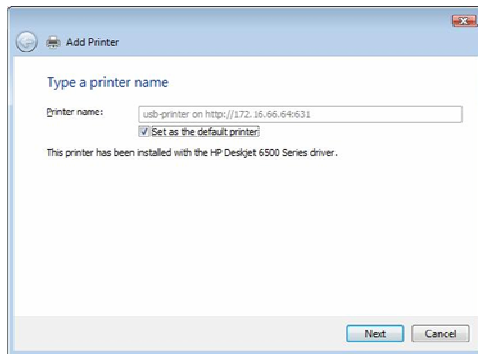 Add Printer
Type a printer name
Printer name:
usb-printer on http://172.16.66.64:631
Set as the default printer
This printer has been installed with the HP Deskjet 6500 Series driver.
Next
Cancel